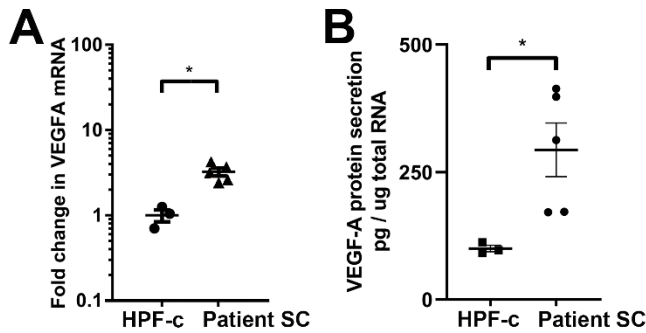 A
Fold change in VEGFA mRNA
100
10
1
0.1
*
HPF-c
Patient SC
B
VEGF-A protein secretion
pg / ug total RNA
500
250
0
*
HPF-c
Patient SC